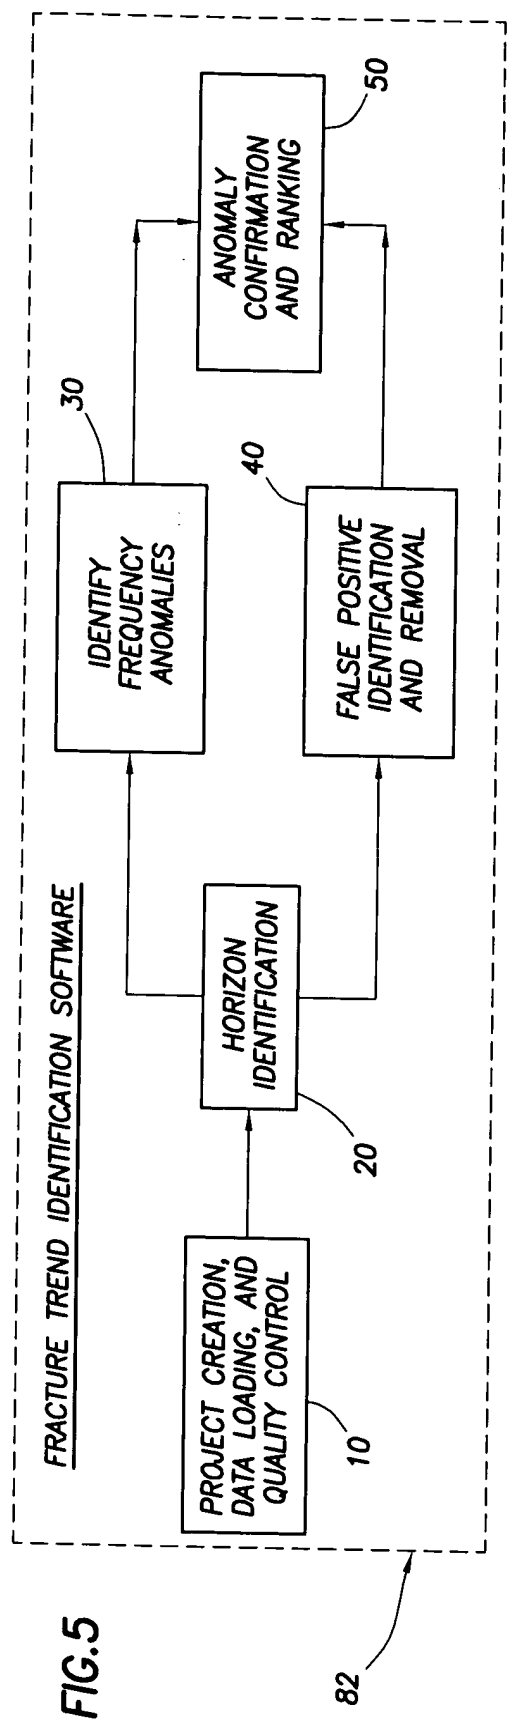 FIG.5
82
FRACTURE TREND IDENTIFICATION SOFTWARE
PROJECT CREATION,
DATA LOADING, AND
QUALITY CONTROL
10
HORIZON
IDENTIFICATION
20
IDENTIFY
FREQUENCY
ANOMALIES
30
FALSE POSITIVE
IDENTIFICATION
AND REMOVAL
40
ANOMALY
CONFIRMATION
AND RANKING
50